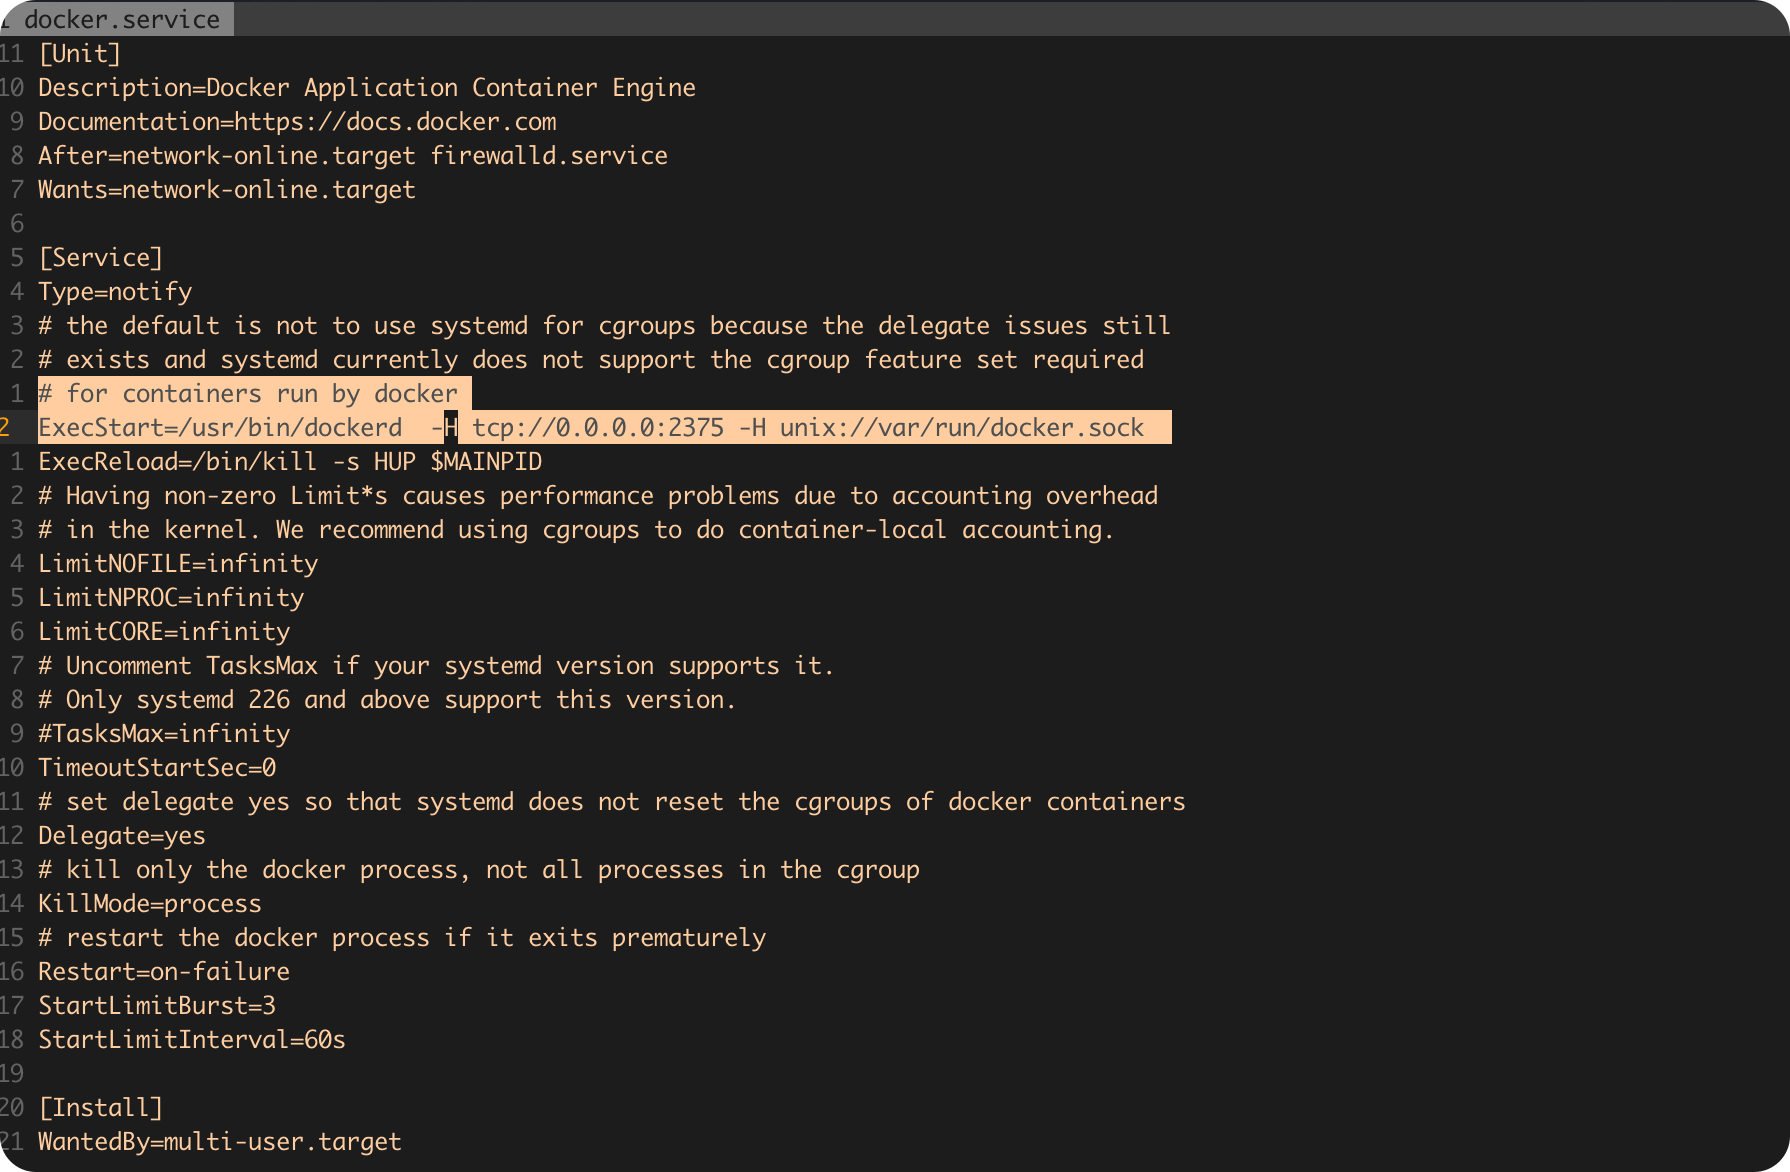 1 docker.service
11 [Unit]
10 Description=Docker Application Container Engine
9 Documentation=https://docs.docker.com
8 After=network-online.target firewalld.service
7 Wants=network-online.target
6
5 [Service]
4 Type=notify
3 # the default is not to use systemd for cgroups because the delegate issues still
2 # exists and systemd currently does not support the cgroup feature set required
1 # for containers run by docker
2 ExecStart=/usr/bin/dockerd  -H tcp://0.0.0.0:2375 -H unix://var/run/docker.sock
1 ExecReload=/bin/kill -s HUP $MAINPID
2 # Having non-zero Limit*s causes performance problems due to accounting overhead
3 # in the kernel. We recommend using cgroups to do container-local accounting.
4 LimitNOFILE=infinity
5 LimitNPROC=infinity
6 LimitCORE=infinity
7 # Uncomment TasksMax if your systemd version supports it.
8 # Only systemd 226 and above support this version.
9 #TasksMax=infinity
10 TimeoutStartSec=0
11 # set delegate yes so that systemd does not reset the cgroups of docker containers
12 Delegate=yes
13 # kill only the docker process, not all processes in the cgroup
14 KillMode=process
15 # restart the docker process if it exits prematurely
16 Restart=on-failure
17 StartLimitBurst=3
18 StartLimitInterval=60s
19
20 [Install]
21 WantedBy=multi-user.target